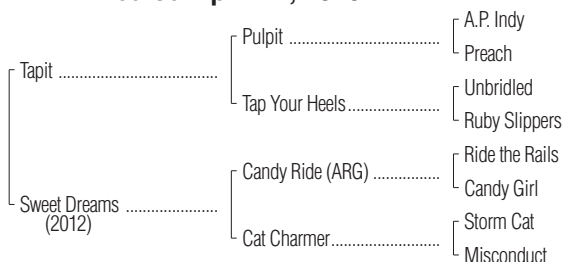 Tapit
Sweet Dreams
(2012)
Pulpit
Tap Your Heels
Candy Ride (ARG)
Cat Charmer
A.P. Indy
Preach
Unbridled
Ruby Slippers
Ride the Rails
Candy Girl
Storm Cat
Misconduct